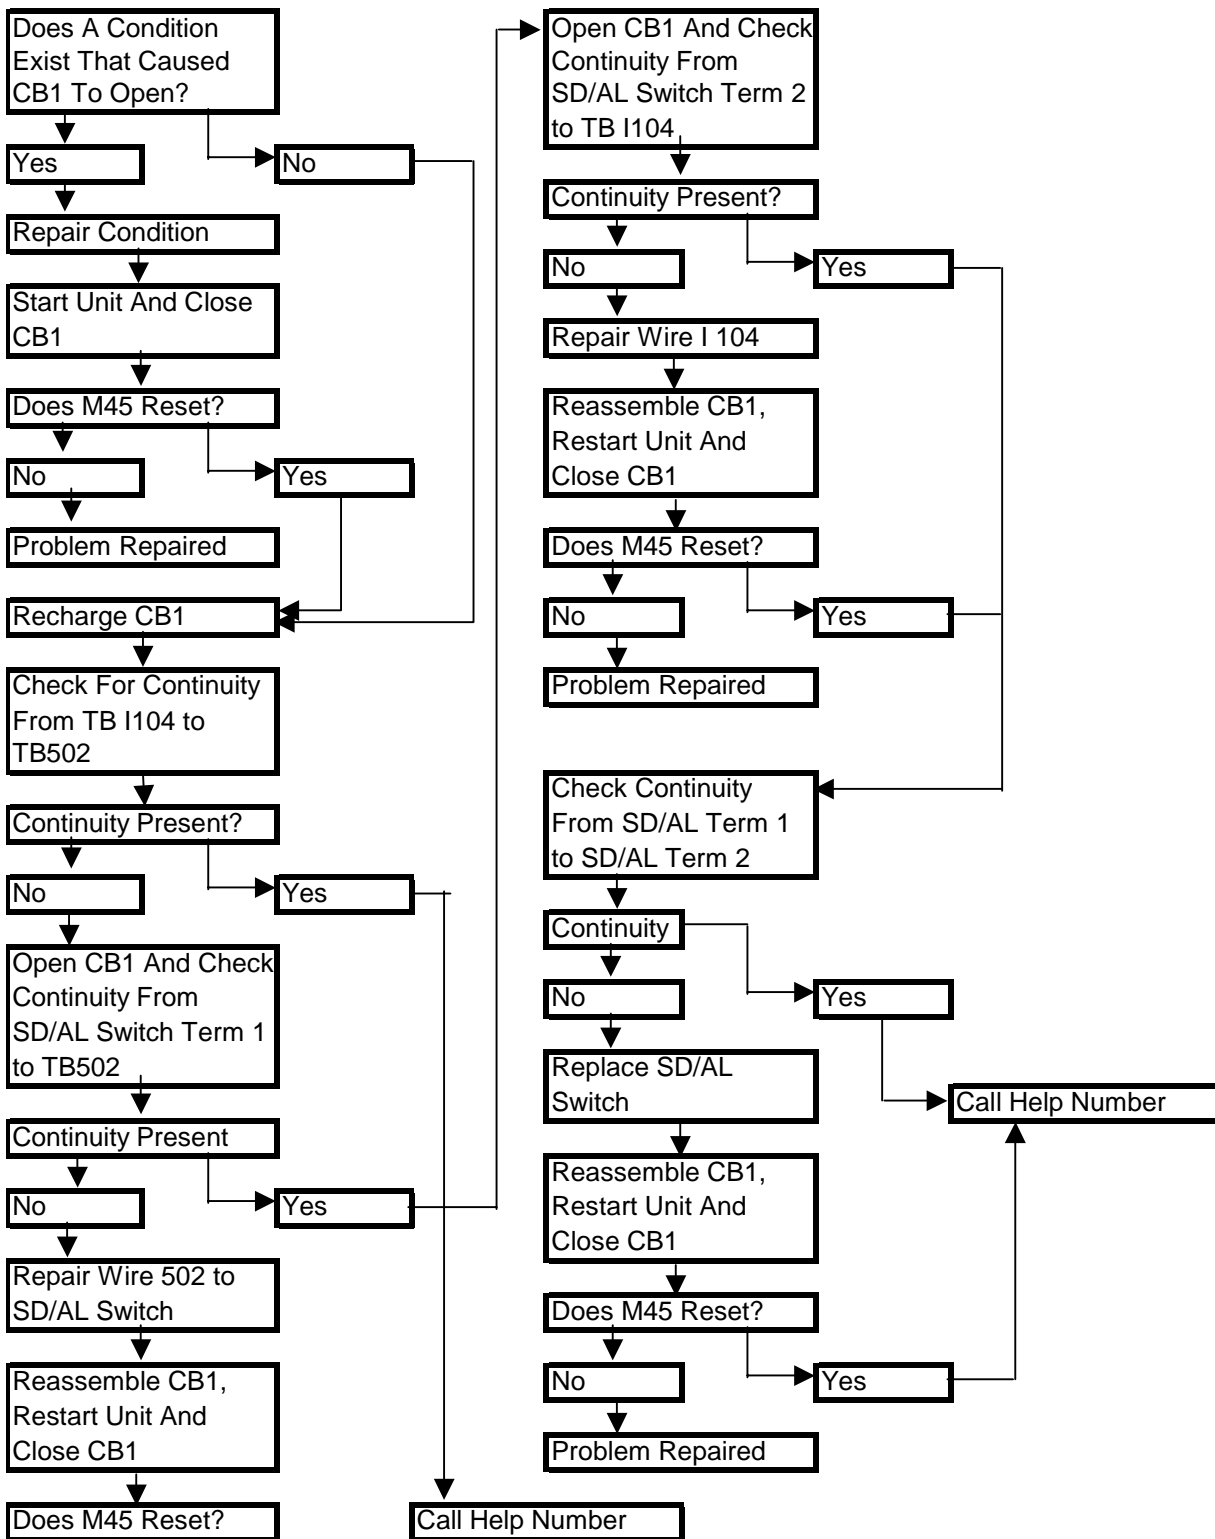 Does A Condition
Exist That Caused
CB1 To Open?
Yes
No
Repair Condition
Start Unit And Close
CB1
Does M45 Reset?
No
Yes
Problem Repaired
Recharge CB1
Check For Continuity
From TB I104 to
TB502
Continuity Present?
No
Yes
Open CB1 And Check
Continuity From
SD/AL Switch Term 1
to TB502
Continuity Present
No
Yes
Repair Wire 502 to
SD/AL Switch
Reassemble CB1,
Restart Unit And
Close CB1
Does M45 Reset?
Call Help Number
Open CB1 And Check
Continuity From
SD/AL Switch Term 2
to TB I104
Continuity Present?
No
Yes
Repair Wire I 104
Reassemble CB1,
Restart Unit And
Close CB1
Does M45 Reset?
No
Yes
Problem Repaired
Check Continuity
From SD/AL Term 1
to SD/AL Term 2
Continuity
No
Yes
Replace SD/AL
Switch
Call Help Number
Reassemble CB1,
Restart Unit And
Close CB1
Does M45 Reset?
No
Yes
Problem Repaired